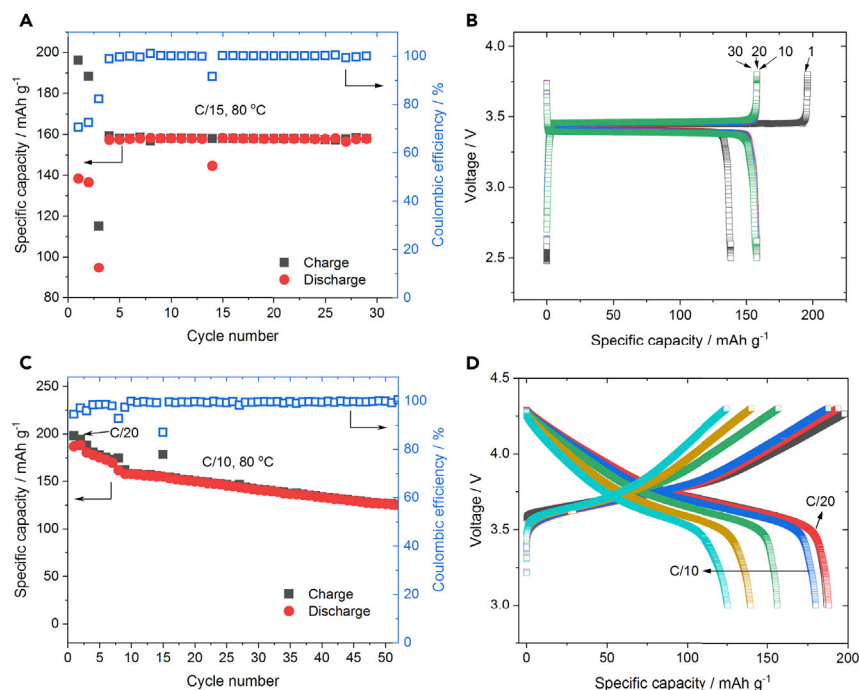 A
200
180
160
140
120
100
80
Specific capacity / mAh g-1
0 5 10 15 20 25 30
Cycle number
C/15, 80 °C
Charge
Discharge
100
80
60
40
20
0
Coulombic efficiency / %
B
4.0
3.5
3.0
2.5
Voltage / V
30 20 10 1
0 50 100 150 200
Specific capacity / mAh g-1
C
250
225
200
175
150
125
100
75
50
25
0
Specific capacity / mAh g-1
C/20
C/10, 80 °C
Charge
Discharge
0 5 10 15 20 25 30 35 40 45 50
Cycle number
100
80
60
40
20
0
Coulombic efficiency / %
D
4.5
4.0
3.5
3.0
Voltage / V
C/20
C/10
0 50 100 150 200
Specific capacity / mAh g-1